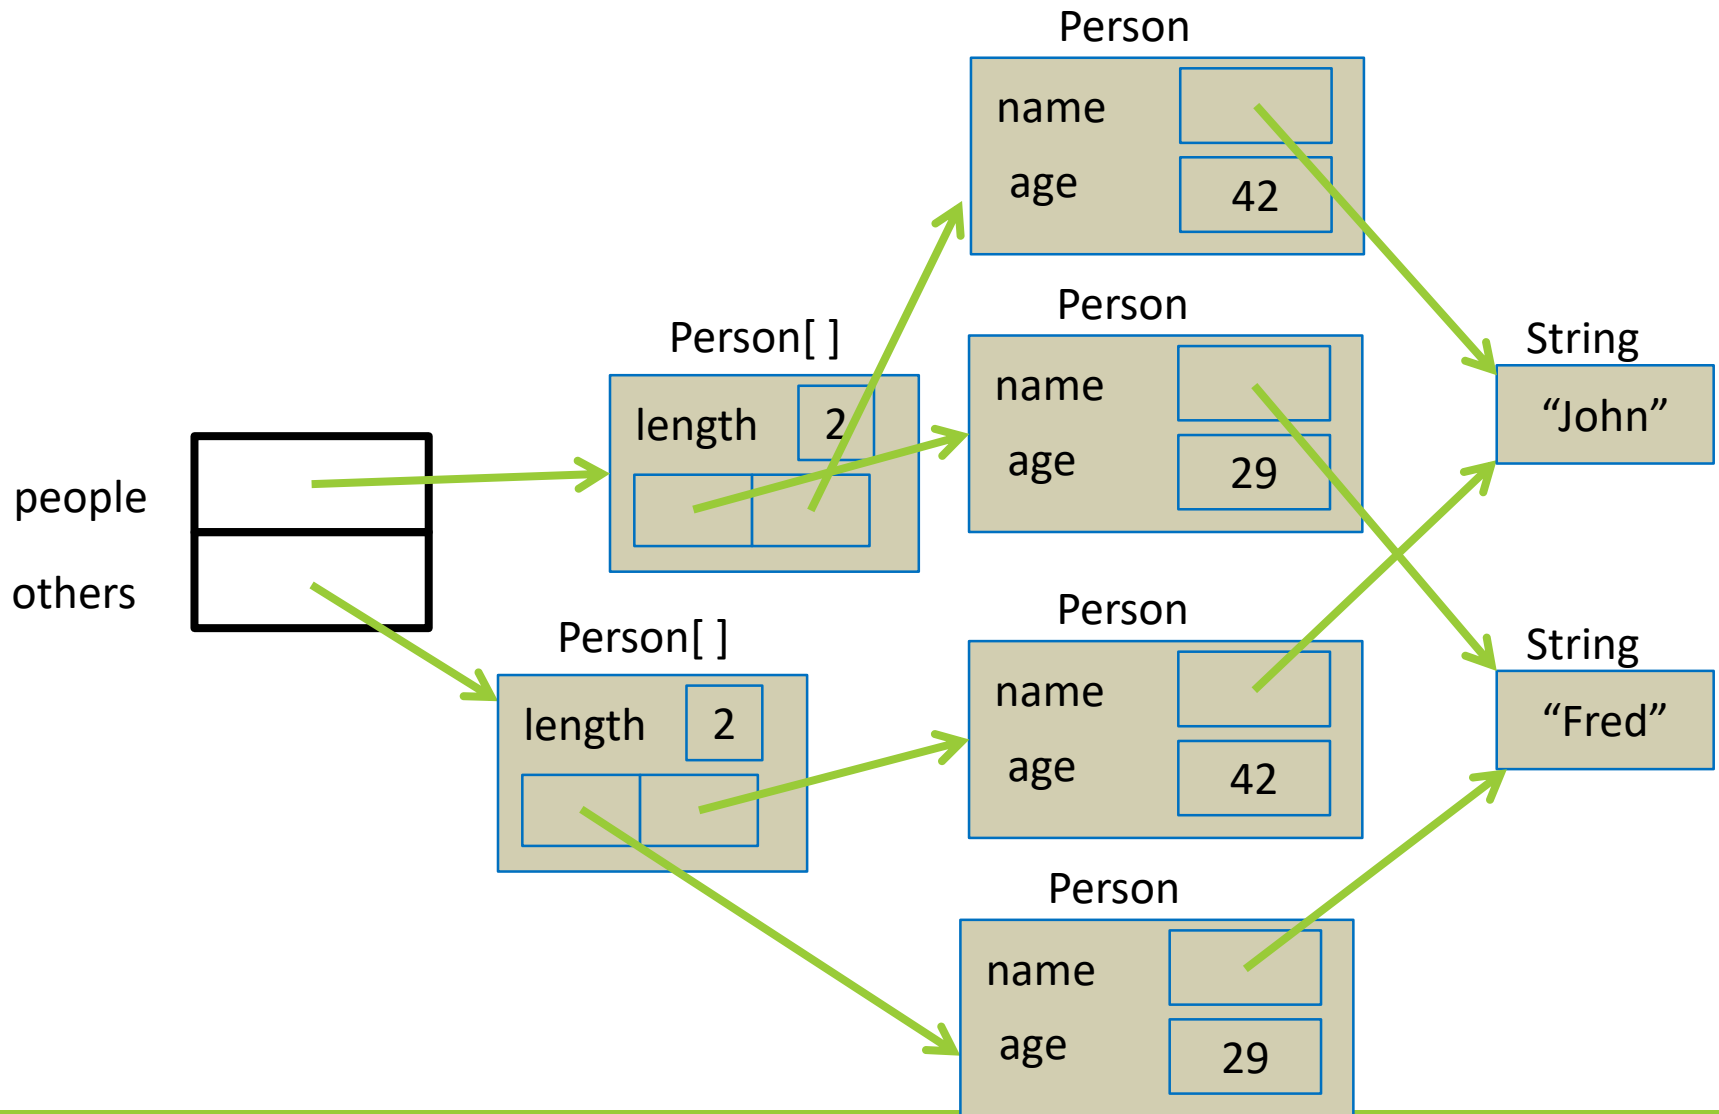 Person
name
age
42
Person
name
age
29
Person[ ]
length 2
String
“John”
people
others
Person[ ]
length 2
Person
name
age
42
String
“Fred”
Person
name
age
29